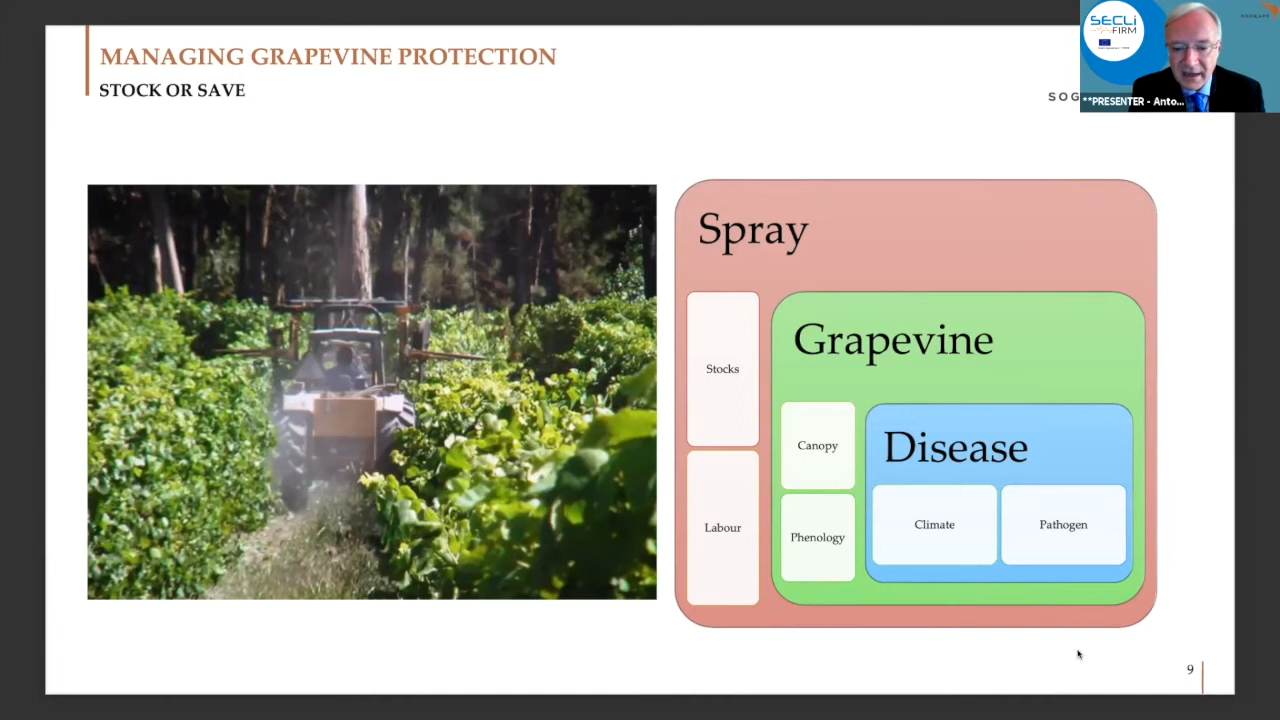 MANAGING GRAPEVINE PROTECTION
STOCK OR SAVE
SECLI
FIRM
**PRESENTER - Anto...
SOG
Spray
Stocks
Labour
Grapevine
Canopy
Phenology
Disease
Climate
Pathogen
9